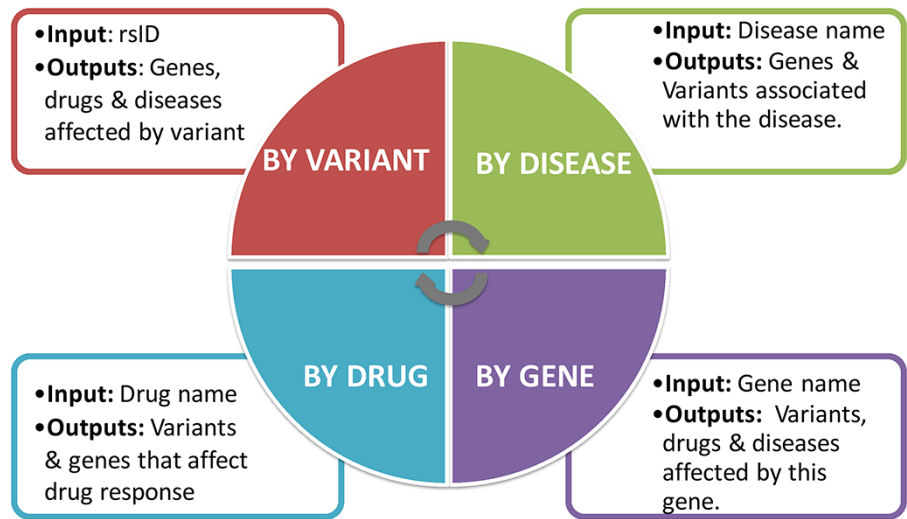 •Input: rsID
•Outputs: Genes,
drugs & diseases
affected by variant
•Input: Disease name
•Outputs: Genes &
Variants associated
with the disease.
BY VARIANT
BY DISEASE
BY DRUG
BY GENE
•Input: Drug name
•Outputs: Variants
& genes that affect
drug response
•Input: Gene name
•Outputs: Variants,
drugs & diseases
affected by this
gene.